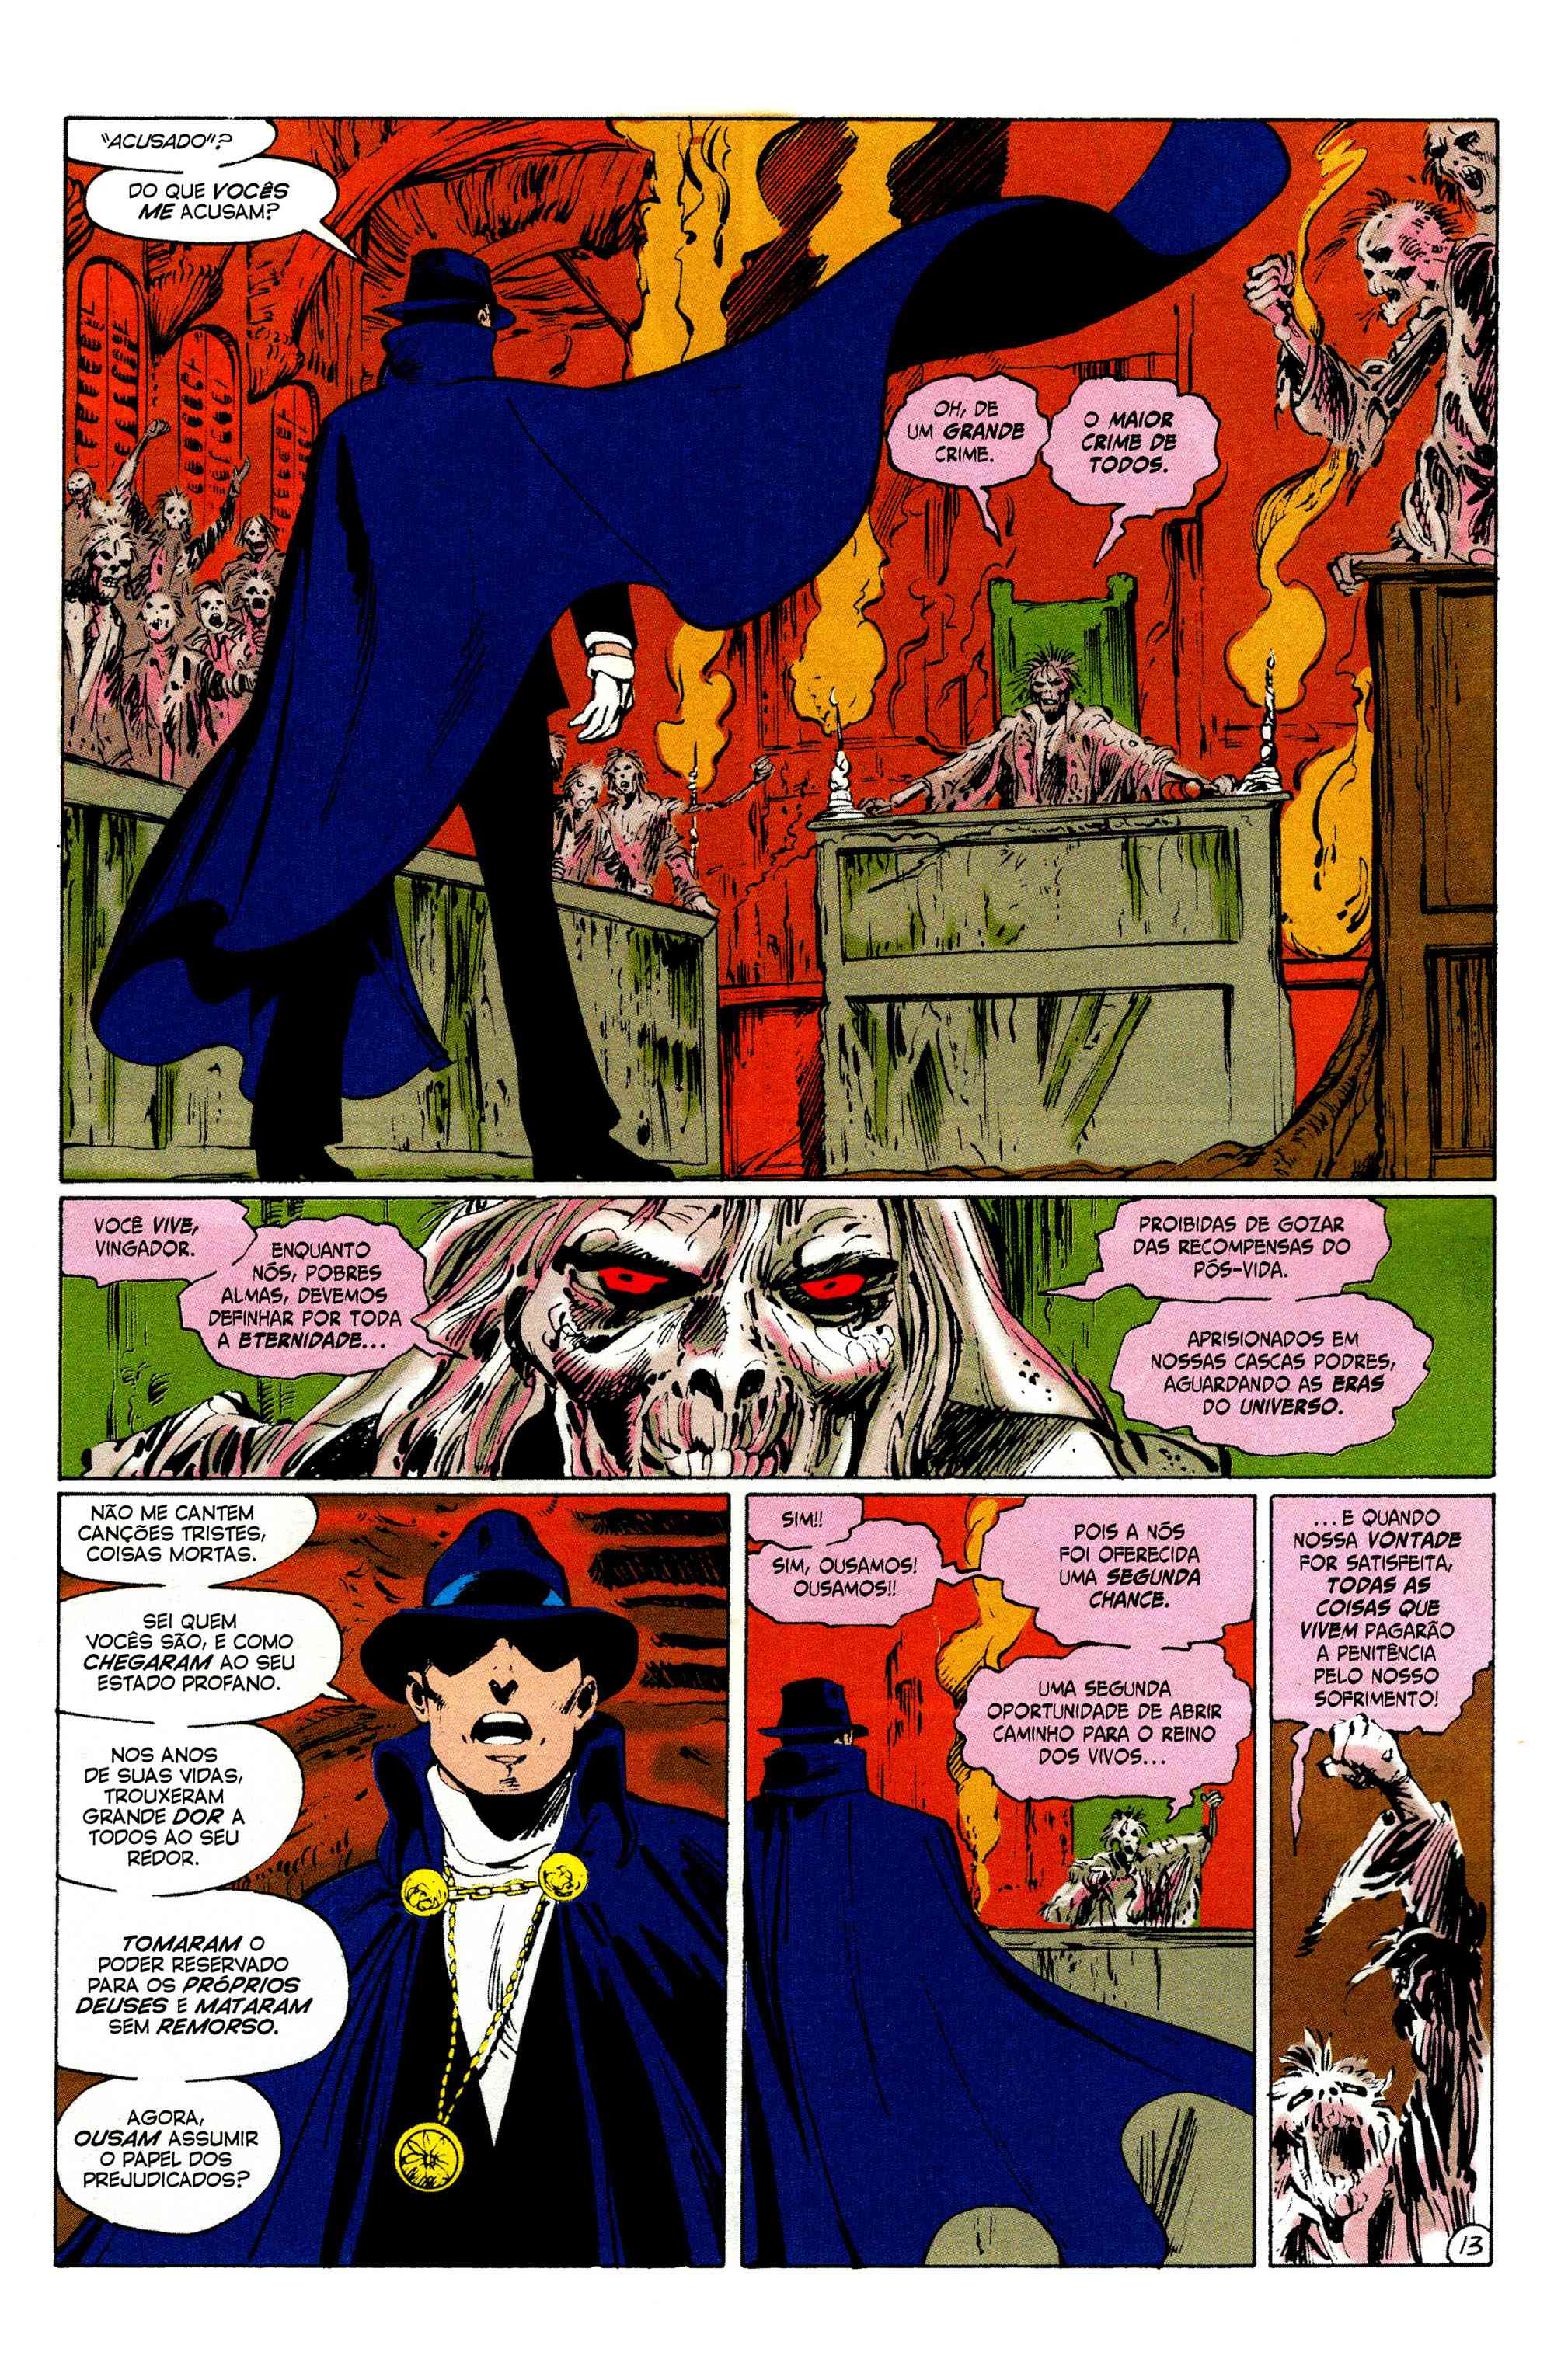 "ACUSADO"?
DO QUE VOCÊS
ME ACUSAM?
OH, DE
UM GRANDE
CRIME.
O MAIOR
CRIME DE
TODOS.
VOCÊ VIVE,
VINGADOR.
ENQUANTO
NÓS, POBRES
ALMAS, DEVEMOS
DEFINHAR POR TODA
A ETERNIDADE...
PROIBIDAS DE GOZAR
DAS RECOMPENSAS DO
PÓS-VIDA.
APRISIONADOS EM
NOSSAS CASCAS PODRES,
AGUARDANDO AS ERAS
DO UNIVERSO.
NÃO ME CANTEM
CANÇÕES TRISTES,
COISAS MORTAS.
SEI QUEM
VOCÊS SÃO, E COMO
CHEGARAM AO SEU
ESTADO PROFANO.
NOS ANOS
DE SUAS VIDAS,
TROUXERAM
GRANDE DOR A
TODOS AO SEU
REDOR.
TOMARAM O
PODER RESERVADO
PARA OS PRÓPRIOS
DEUSES E MATARAM
SEM REMORSO.
AGORA,
OUSAM ASSUMIR
O PAPEL DOS
PREJUDICADOS?
SIM!!
SIM, OUSAMOS!
OUSAMOS!!
POIS A NÓS
FOI OFERECIDA
UMA SEGUNDA
CHANCE.
UMA SEGUNDA
OPORTUNIDADE DE ABRIR
CAMINHO PARA O REINO
DOS VIVOS...
...E QUANDO
NOSSA VONTADE
FOR SATISFEITA,
TODAS AS
COISAS QUE
VIVEM PAGARÃO
A PENITÊNCIA
PELO NOSSO
SOFRIMENTO!
13